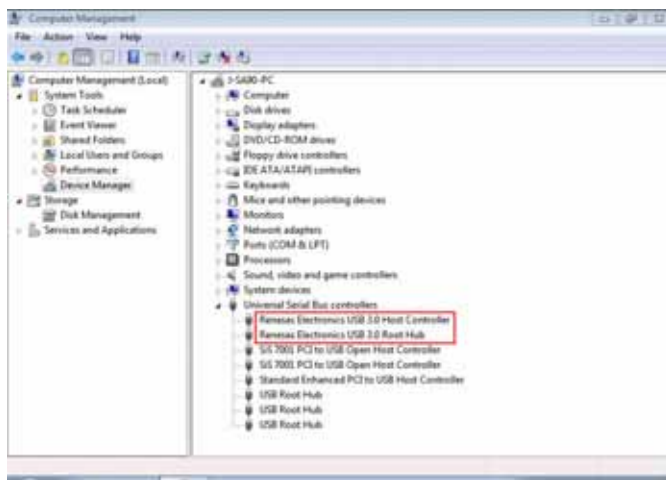 Computer Management
File Action View Help
Computer Management (Local)
System Tools
Task Scheduler
Event Viewer
Shared Folders
Local Users and Groups
Performance
Device Manager
Storage
Disk Management
Services and Applications
I-SA90-PC
Computer
Disk drives
Display adapters
DVD/CD-ROM drives
Floppy drive controllers
IDE ATA/ATAPI controllers
Keyboards
Mice and other pointing devices
Monitors
Network adapters
Ports (COM & LPT)
Processors
Sound, video and game controllers
System devices
Universal Serial Bus controllers
Renesas Electronics USB 3.0 Host Controller
Renesas Electronics USB 3.0 Root Hub
SiS 7001 PCI to USB Open Host Controller
SiS 7001 PCI to USB Open Host Controller
Standard Enhanced PCI to USB Host Controller
USB Root Hub
USB Root Hub
USB Root Hub